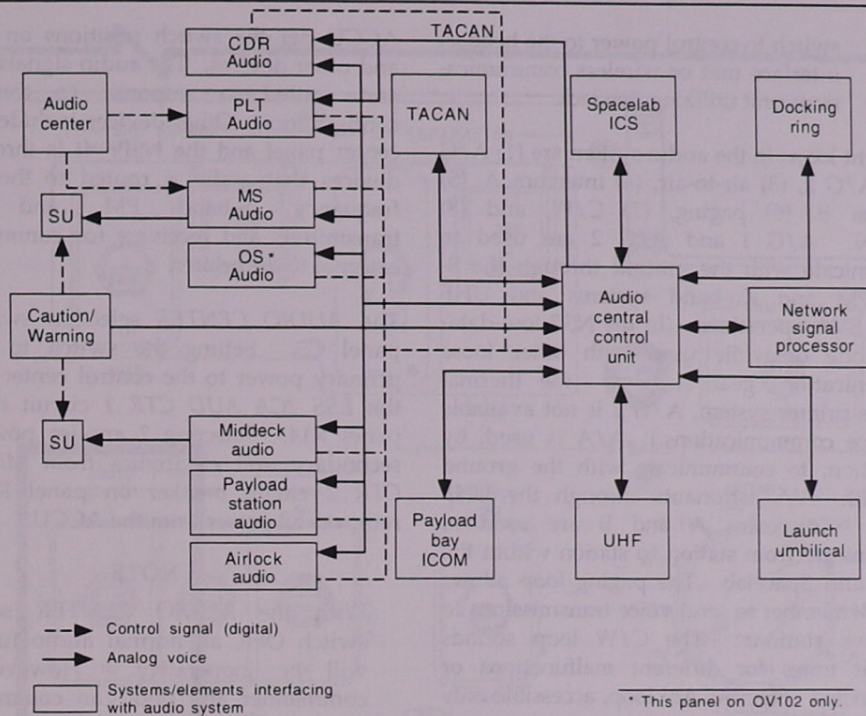 TACAN
CDR
Audio
PLT
Audio
TACAN
Audio
center
Spacelab
ICS
Docking
ring
SU
MS
Audio
OS*
Audio
Caution/
Warning
Audio
central
control
unit
Network
signal
processor
SU
Middeck
audio
Payload
station
audio
Airlock
audio
Payload
bay
ICOM
UHF
Launch
umbilical
Control signal (digital)
Analog voice
Systems/elements interfacing
with audio system
* This panel on OV102 only.